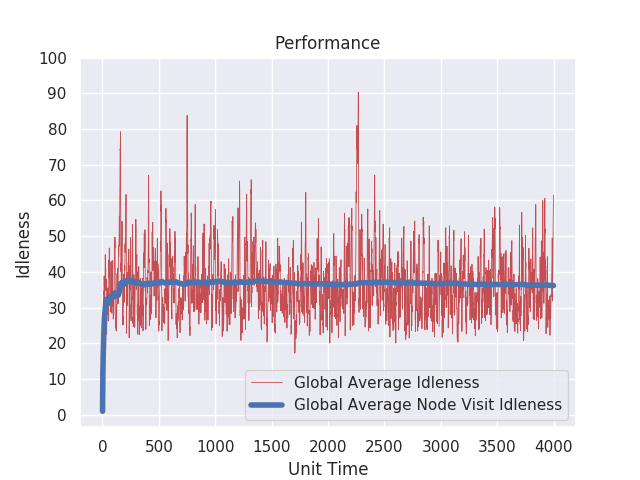 Performance
100
90
80
70
60
50
40
30
20
10
0
Idleness
Global Average Idleness
Global Average Node Visit Idleness
0 500 1000 1500 2000 2500 3000 3500 4000
Unit Time